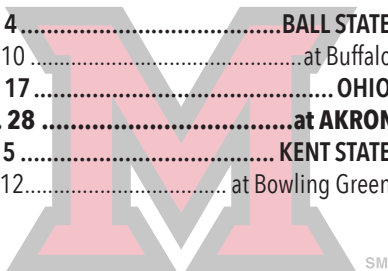 4....................................BALL STATE
10 ......................................at Buffalo
17 ......................................... OHIO
. 28 ...................................at AKRON
5 ................................... KENT STATE
12............................. at Bowling Green
SM